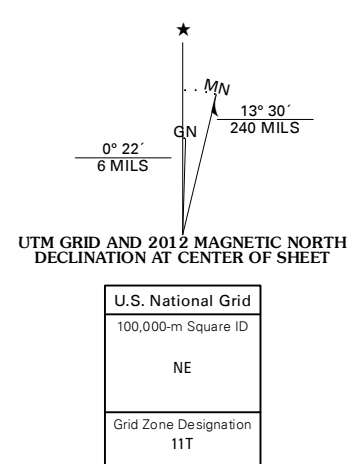 ★
MN
GN
13° 30´
240 MILS
0° 22´
6 MILS
UTM GRID AND 2012 MAGNETIC NORTH
DECLINATION AT CENTER OF SHEET
U.S. National Grid
100,000-m Square ID
NE
Grid Zone Designation
11T